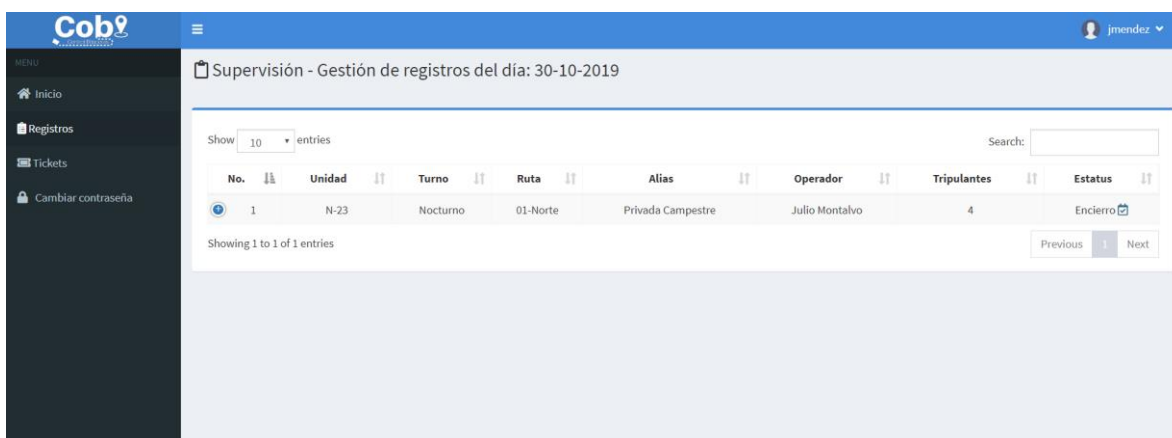 Cob
jmendez
MENU
Inicio
Registros
Tickets
Cambiar contraseña
Supervisión - Gestión de registros del día: 30-10-2019
Show 10 entries Search:
No. Unidad Turno Ruta Alias Operador Tripulantes Estatus
1 N-23 Nocturno 01-Norte Privada Campestre Julio Montalvo 4 Encierro
Showing 1 to 1 of 1 entries Previous 1 Next